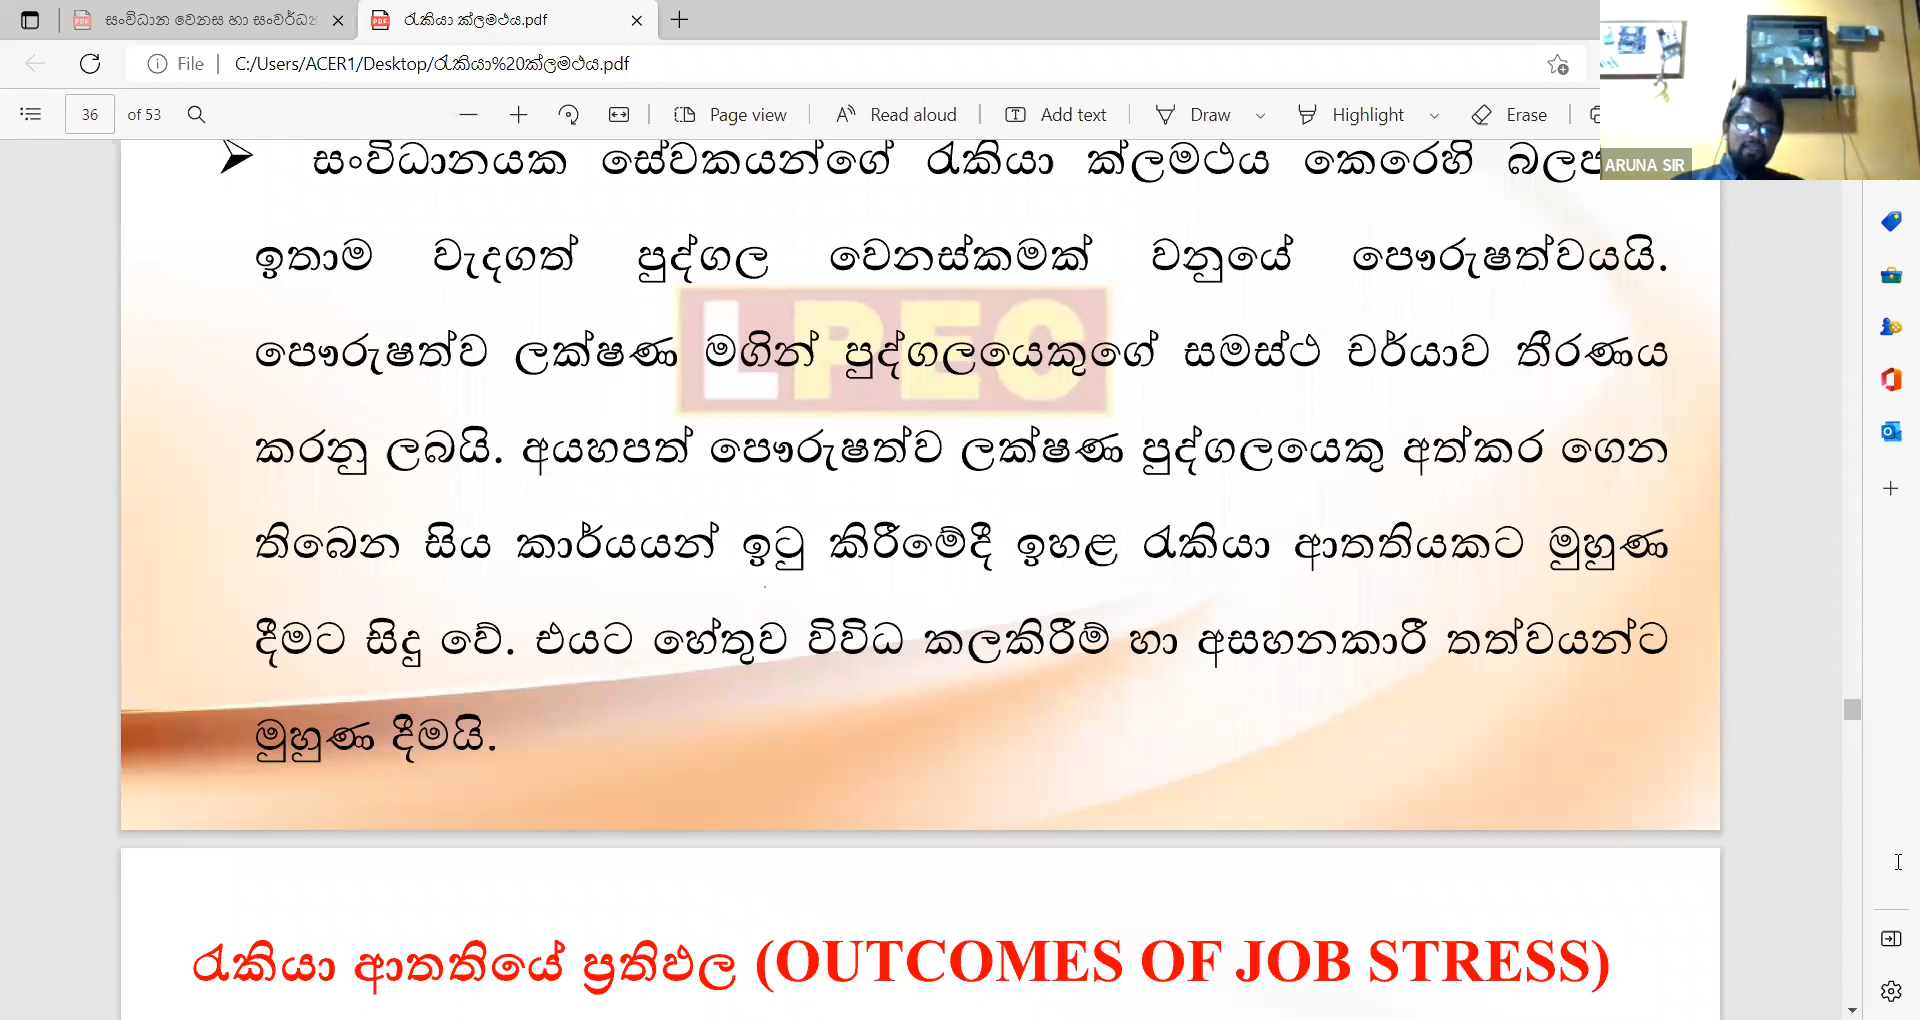 සංවිධාන වෙනස හා සංවර්ධන
රැකියා ක්ලමථය.pdf
File
C:/Users/ACER1/Desktop/රැකියා%20ක්ලමථය.pdf
36 of 53
Page view
Read aloud
Add text
Draw
Highlight
Erase
ARUNA SIR
සංවිධානයක සේවකයන්ගේ රැකියා ක්ලමථය කෙරෙහි
ඉතාම වැදගත් පුද්ගල වෙනස්කමක් වනුයේ පෞරුෂත්වයයි.
LPEC
පෞරුෂත්ව ලක්ෂණ මගින් පුද්ගලයෙකුගේ සමස්ථ චර්යාව තීරණය
කරනු ලබයි. අයහපත් පෞරුෂත්ව ලක්ෂණ පුද්ගලයෙකු අත්කර ගෙන
තිබෙන සිය කාර්යයන් ඉටු කිරීමේදී ඉහළ රැකියා ආතතියකට මුහුණ
දීමට සිදු වේ. එයට හේතුව විවිධ කලකිරීම් හා අසහනකාරී තත්වයන්ට
මුහුණ දීමයි.
රැකියා ආතතියේ ප්‍රතිඵල (OUTCOMES OF JOB STRESS)